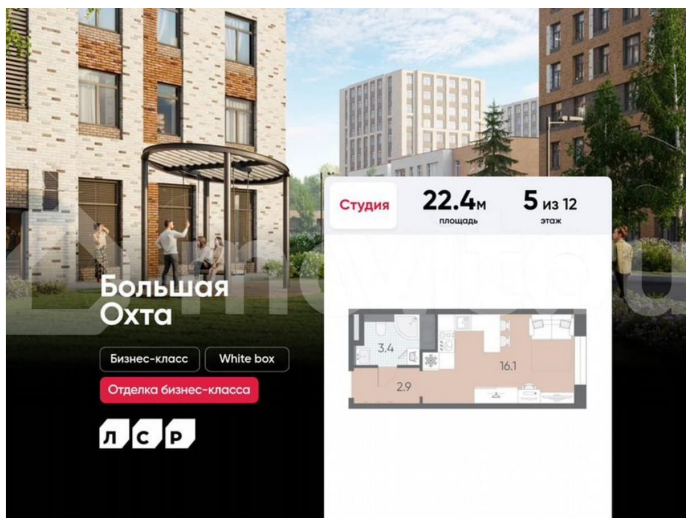 Студия
22.4м
площадь
5 из 12
этаж
Большая
Охта
Бизнес-класс
White box
Отделка бизнес-класса
ЛСР
3.4
2.9
16.1